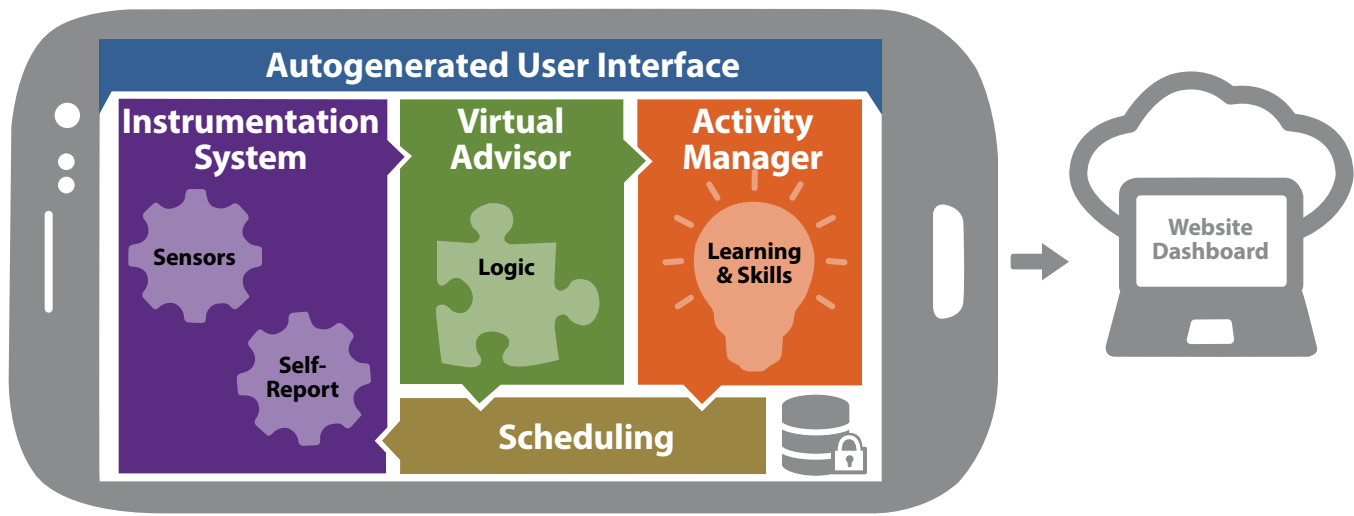 Autogenerated User Interface
Instrumentation
System
Sensors
Self-
Report
Virtual
Advisor
Logic
Activity
Manager
Learning
& Skills
Scheduling
Website
Dashboard